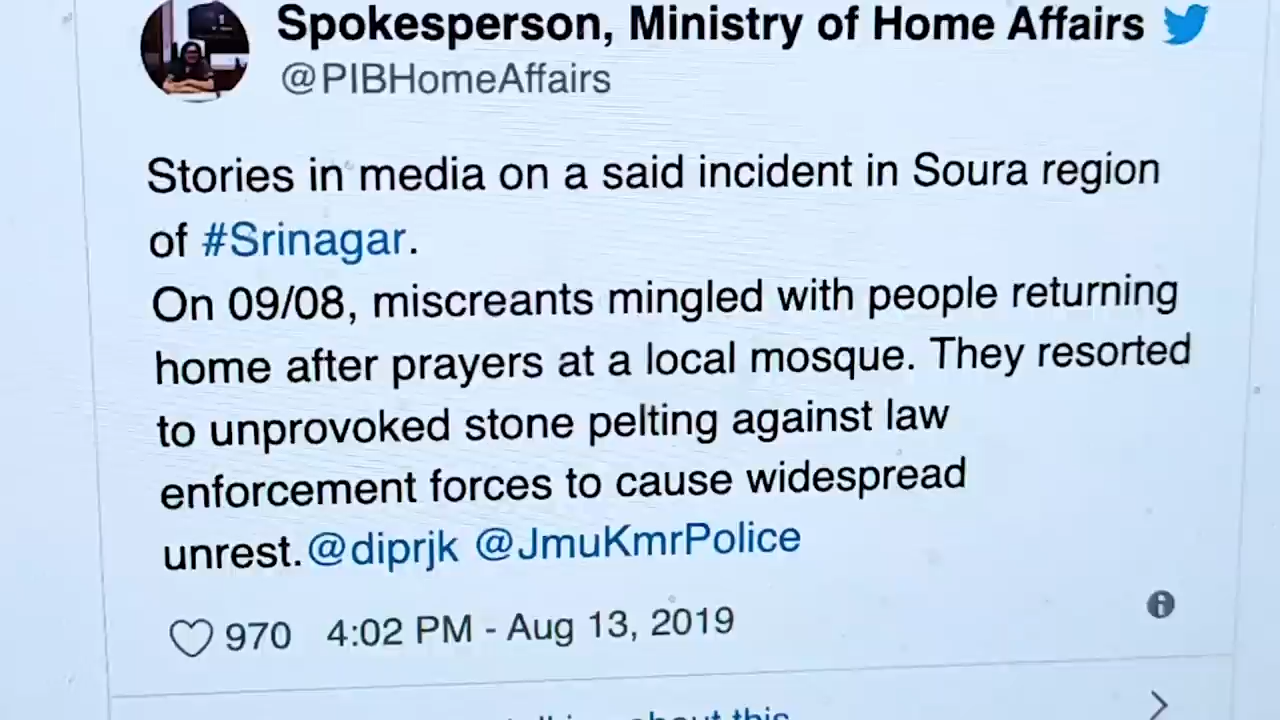 Spokesperson, Ministry of Home Affairs
@PIBHomeAffairs
Stories in media on a said incident in Soura region
of #Srinagar.
On 09/08, miscreants mingled with people returning
home after prayers at a local mosque. They resorted
to unprovoked stone pelting against law
enforcement forces to cause widespread
unrest.@diprjk @JmuKmrPolice
970 4:02 PM - Aug 13, 2019
about this